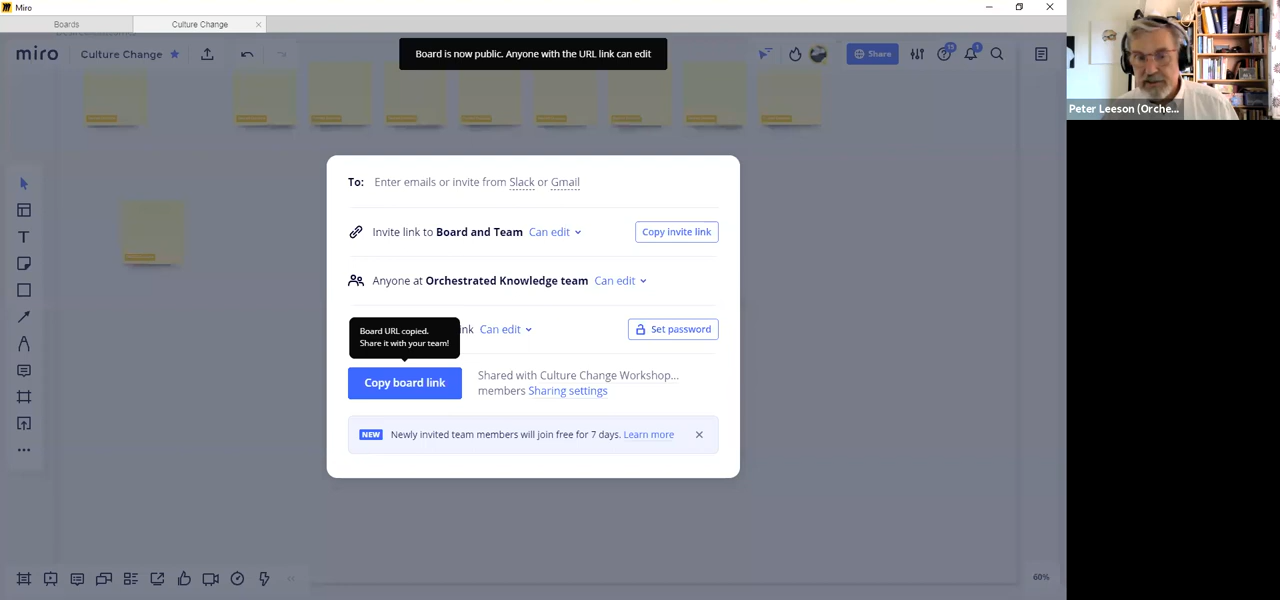 Miro
Boards
Culture Change
miro
Culture Change
Board is now public. Anyone with the URL link can edit
Share
Peter Leeson (Orche...
To: Enter emails or invite from Slack or Gmail
Invite link to Board and Team Can edit
Copy invite link
Anyone at Orchestrated Knowledge team Can edit
Board URL copied.
Share it with your team!
Can edit
Set password
Copy board link
Shared with Culture Change Workshop...
members Sharing settings
NEW Newly invited team members will join free for 7 days. Learn more
60%